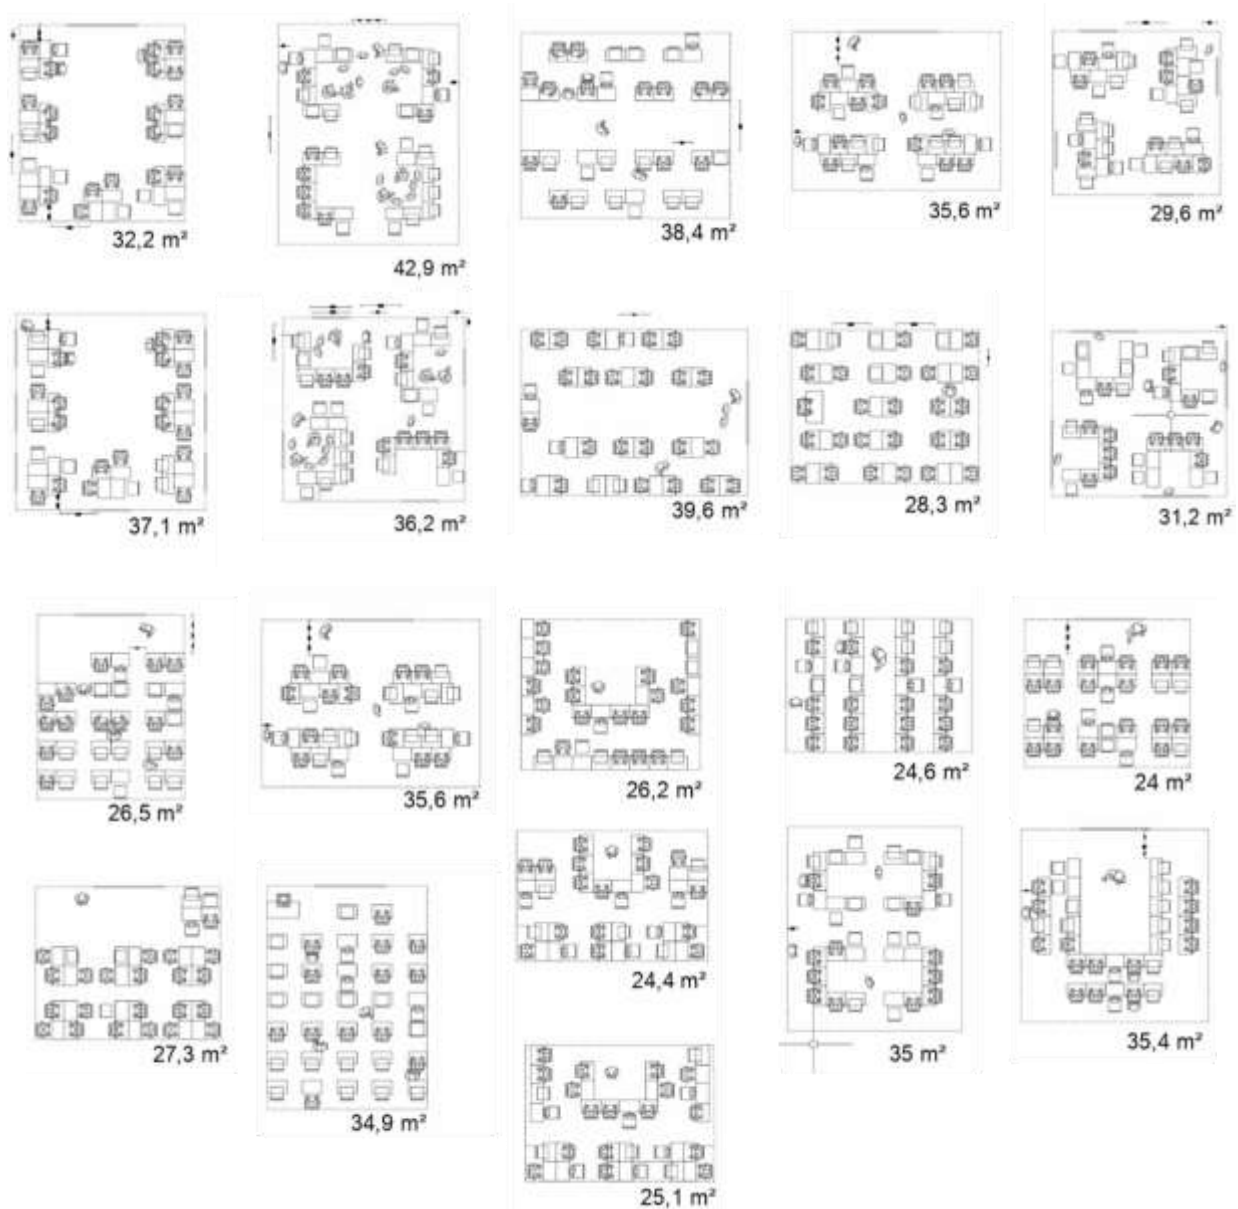 32,2 m²
42,9 m²
38,4 m²
35,6 m²
29,6 m²
37,1 m²
36,2 m²
39,6 m²
28,3 m²
31,2 m²
26,5 m²
35,6 m²
26,2 m²
24,6 m²
24 m²
27,3 m²
34,9 m²
24,4 m²
35 m²
35,4 m²
25,1 m²